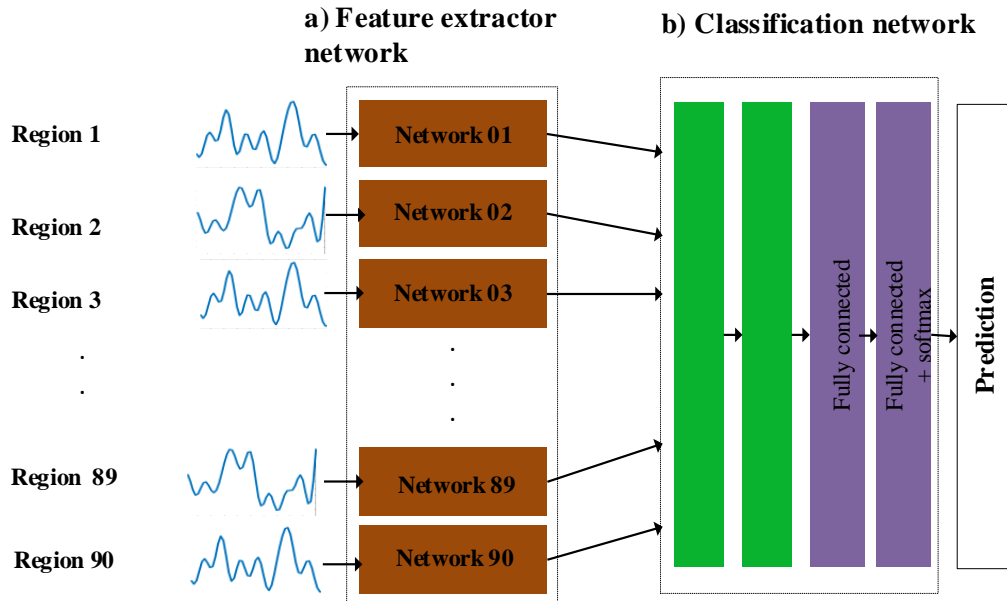 a) Feature extractor
network
b) Classification network
Region 1
Network 01
Region 2
Network 02
Region 3
Network 03
.
.
.
.
.
Region 89
Network 89
Region 90
Network 90
Fully connected
Fully connected
+ softmax
Prediction